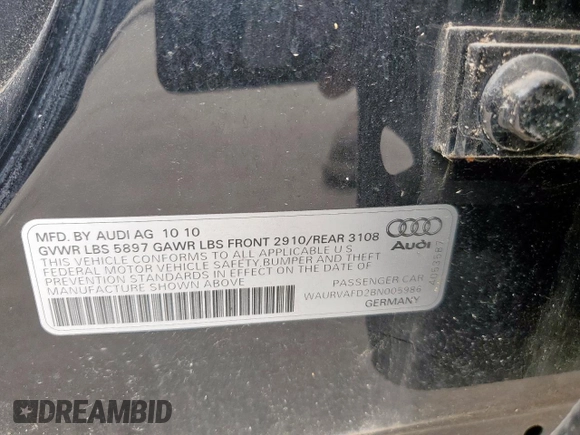 MFD. BY AUDI AG 10 10
GVWR LBS 5897 GAWR LBS FRONT 2910/REAR 3108
THIS VEHICLE CONFORMS TO ALL APPLICABLE U.S
FEDERAL MOTOR VEHICLE SAFETY,BUMPER AND THEFT
PREVENTION STANDARDS IN EFFECT ON THE DATE OF
MANUFACTURE SHOWN ABOVE
Audi
PASSENGER CAR
WAURVAFD2BN005986
GERMANY
DREAMBID